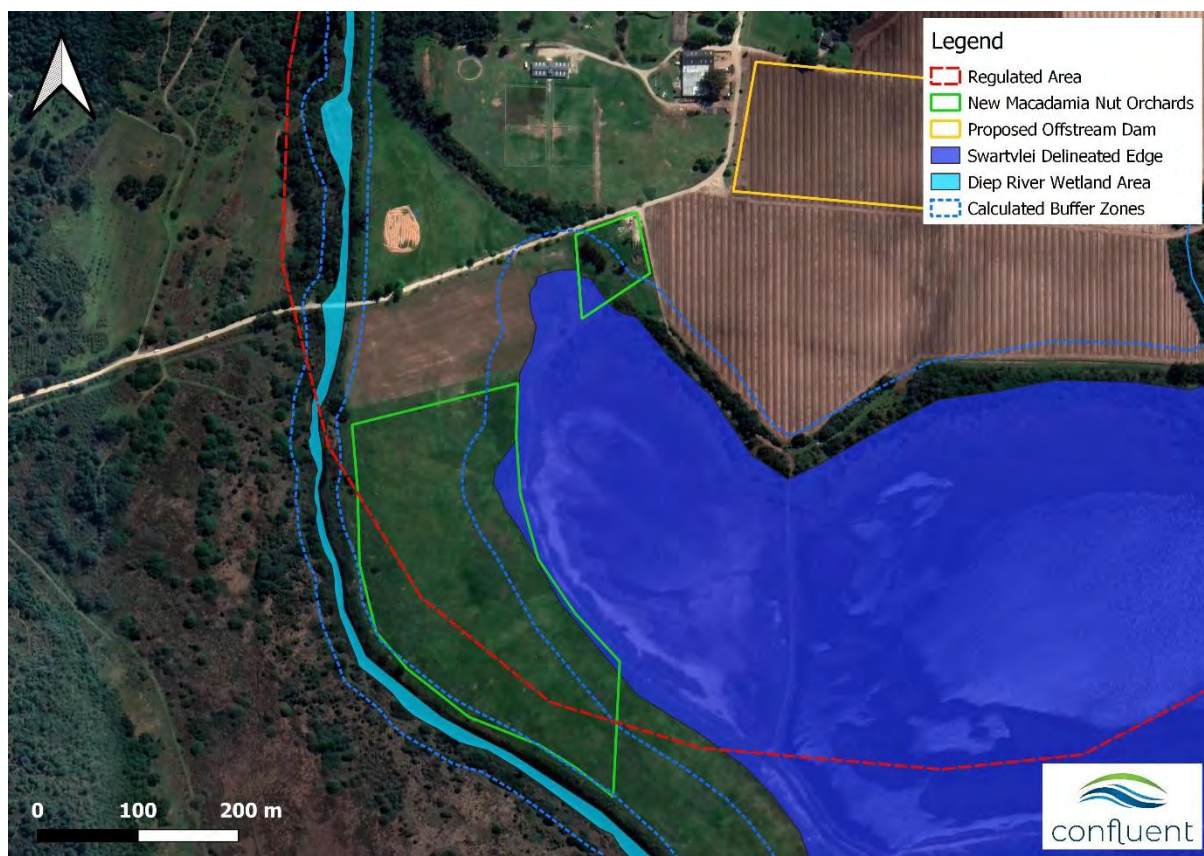 Legend
Regulated Area
New Macadamia Nut Orchards
Proposed Offstream Dam
Swartvlei Delineated Edge
Diep River Wetland Area
Calculated Buffer Zones
0 100 200 m
confluent